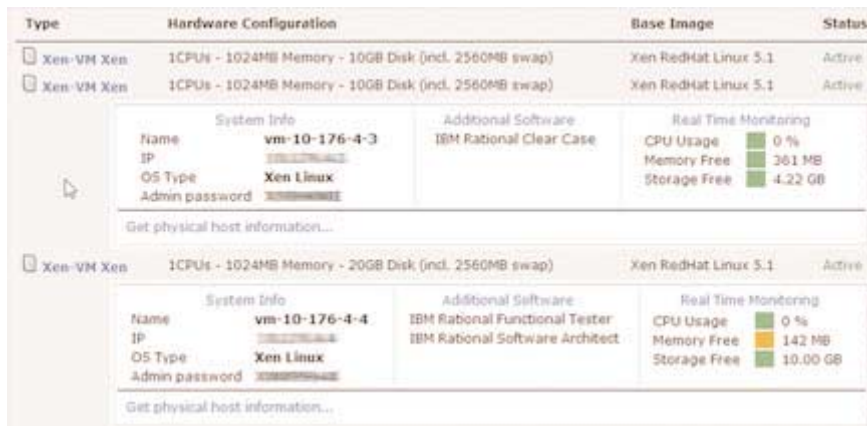 Type Hardware Configuration Base Image Status
Xen-VM Xen 1CPUs - 1024MB Memory - 10GB Disk (incl. 2560MB swap) Xen RedHat Linux 5.1 Active
Xen-VM Xen 1CPUs - 1024MB Memory - 10GB Disk (incl. 2560MB swap) Xen RedHat Linux 5.1 Active
System Info Additional Software Real Time Monitoring
Name vm-10-176-4-3 IBM Rational Clear Case CPU Usage 0 %
IP Memory Free 361 MB
OS Type Xen Linux Storage Free 4.22 GB
Admin password
Get physical host information...
Xen-VM Xen 1CPUs - 1024MB Memory - 20GB Disk (incl. 2560MB swap) Xen RedHat Linux 5.1 Active
System Info Additional Software Real Time Monitoring
Name vm-10-176-4-4 IBM Rational Functional Tester CPU Usage 0 %
IP IBM Rational Software Architect Memory Free 142 MB
OS Type Xen Linux Storage Free 10.00 GB
Admin password
Get physical host information...